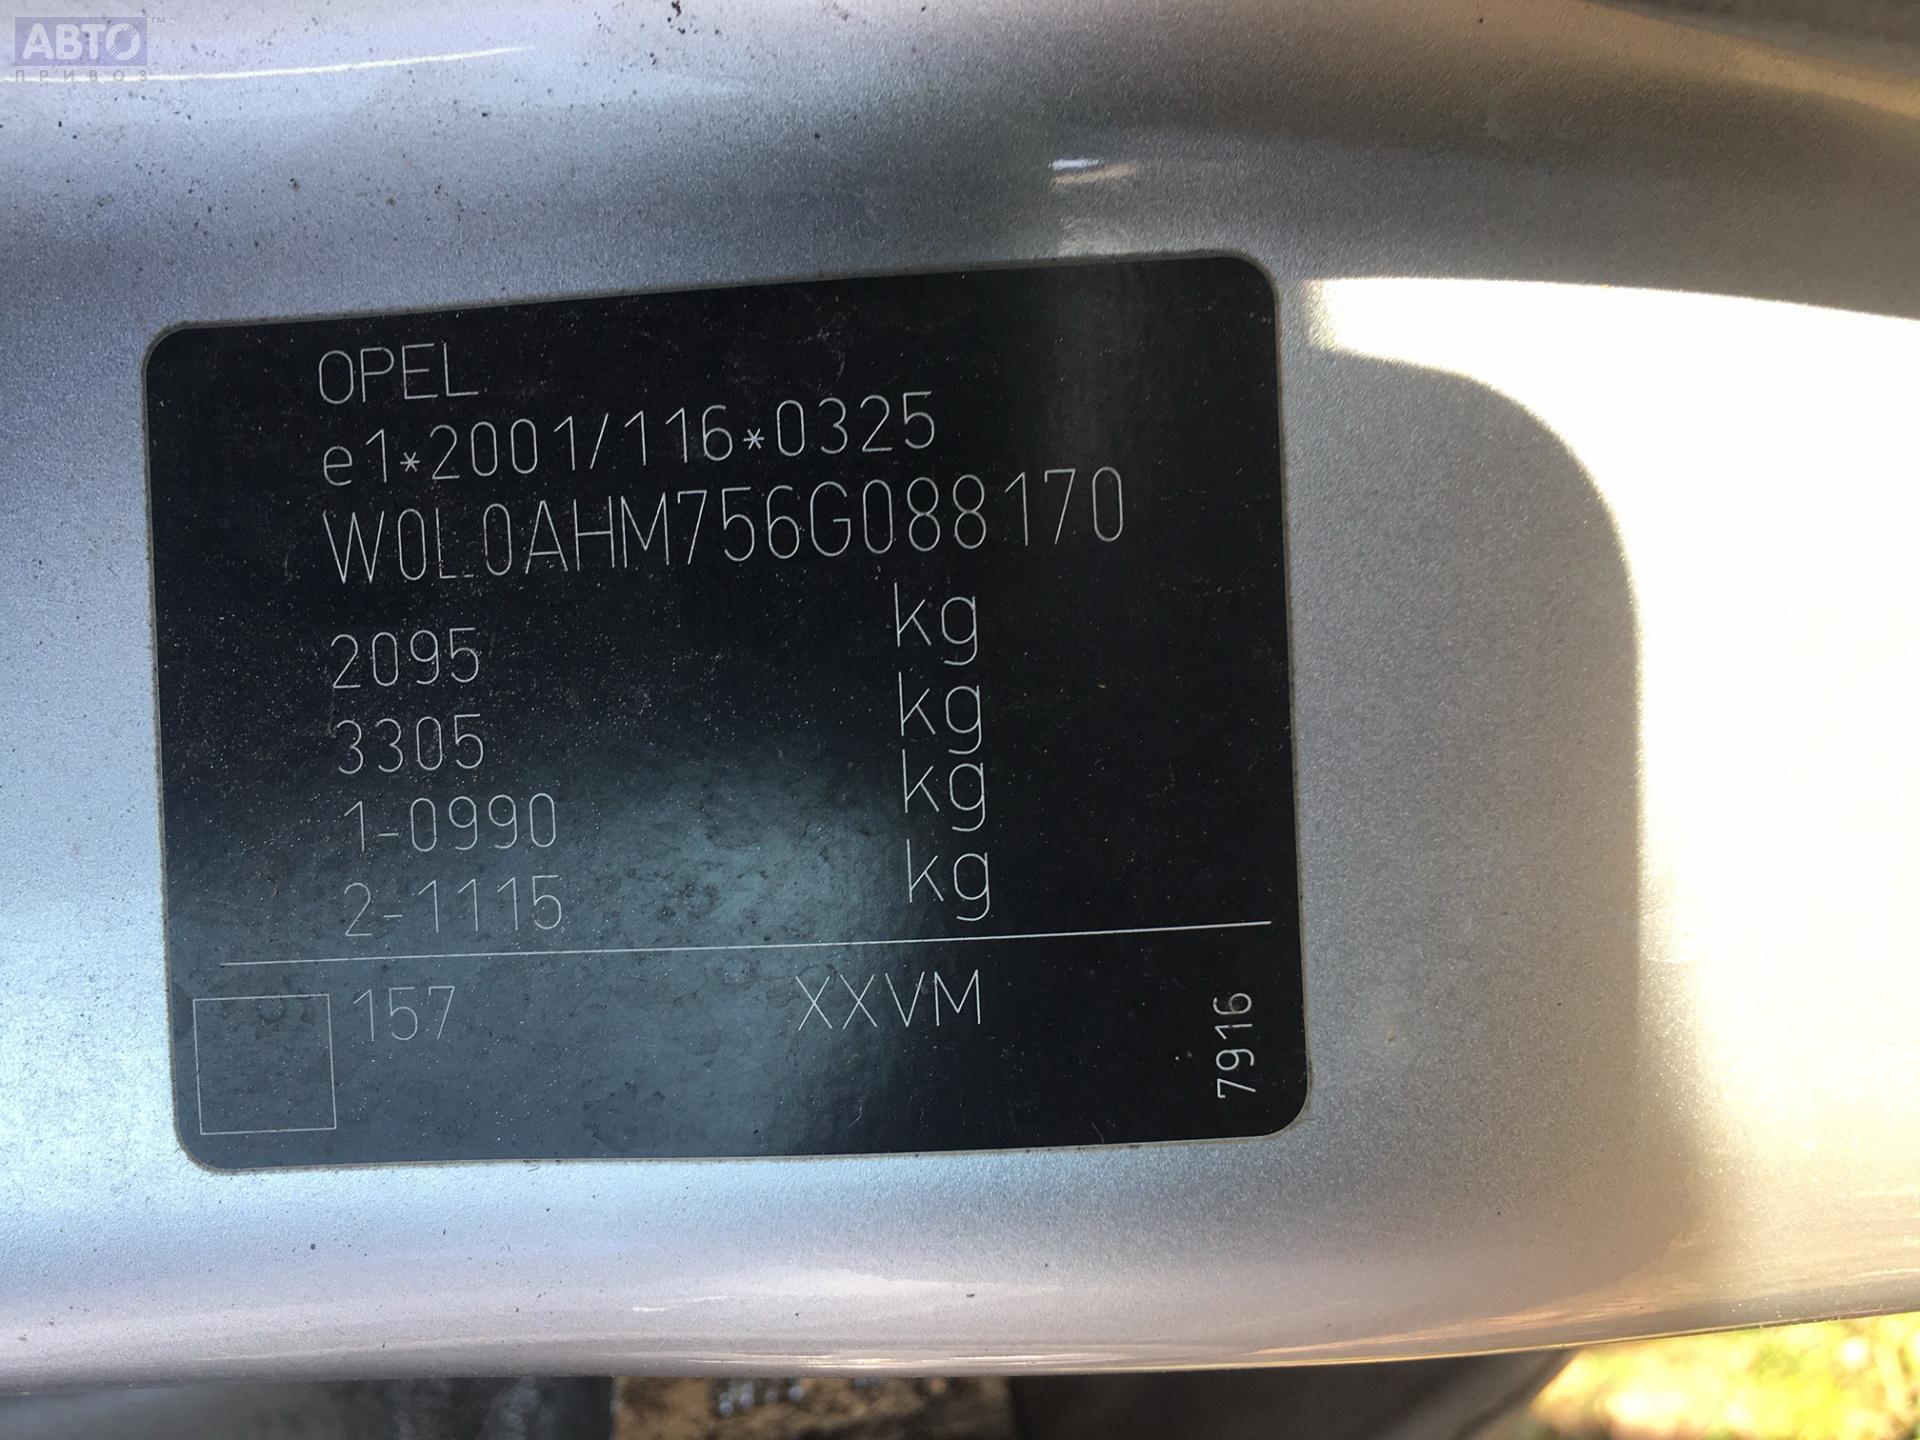 АВТО™
ПРИВОЗ
OPEL
e1*2001/116*0325
W0L0AHM756G088170
2095 kg
3305 kg
1-0990 kg
2-1115 kg
157 XXVM
7916